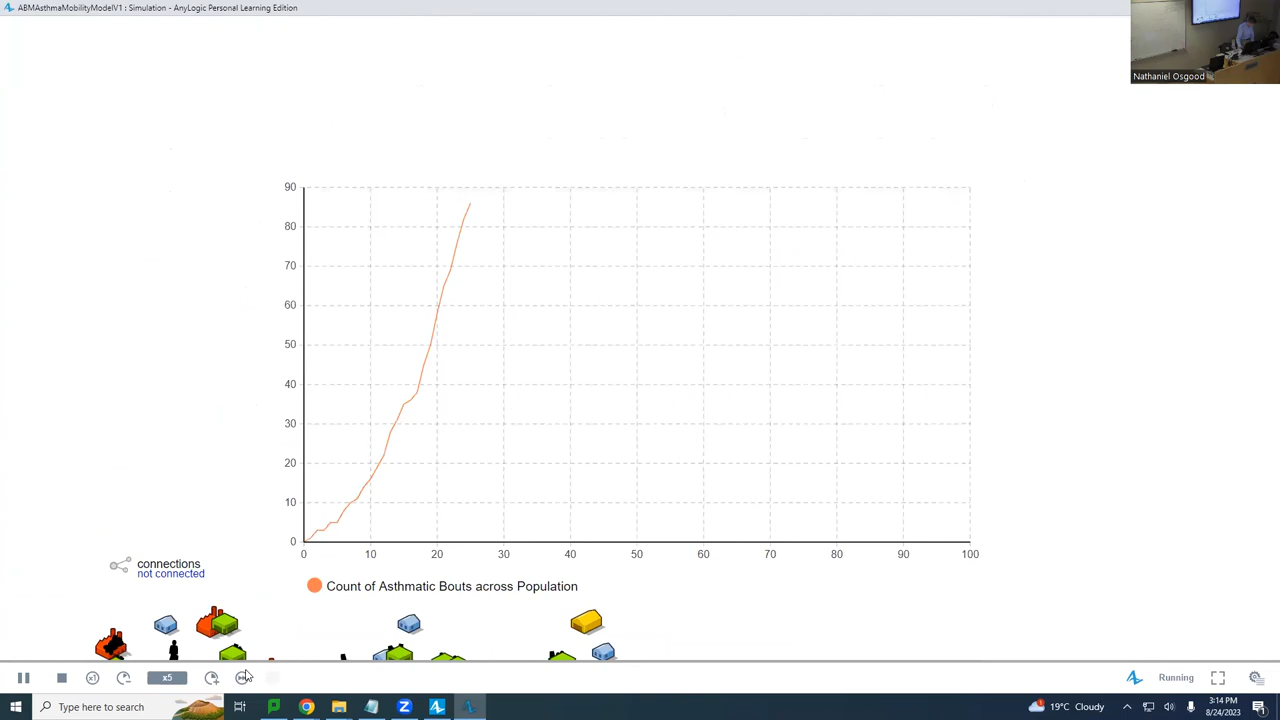 ABMAsthmaMobilityModelV1 : Simulation - AnyLogic Personal Learning Edition
Nathaniel Osgood
90
80
70
60
50
40
30
20
10
0
0 10 20 30 40 50 60 70 80 90 100
connections
not connected
Count of Asthmatic Bouts across Population
x1 x5 Running
Type here to search
19°C Cloudy
3:14 PM
8/24/2023